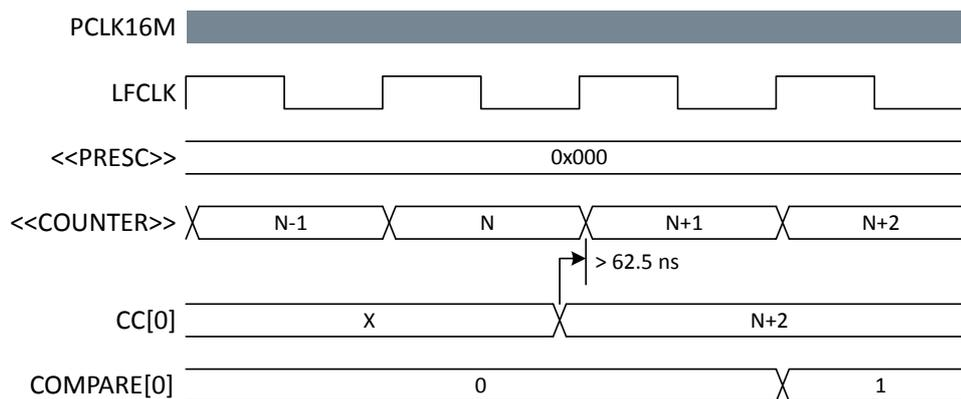 PCLK16M
LFCLK
<<PRESC>> 0x000
<<COUNTER>> N-1 N N+1 N+2
> 62.5 ns
CC[0] X N+2
COMPARE[0] 0 1